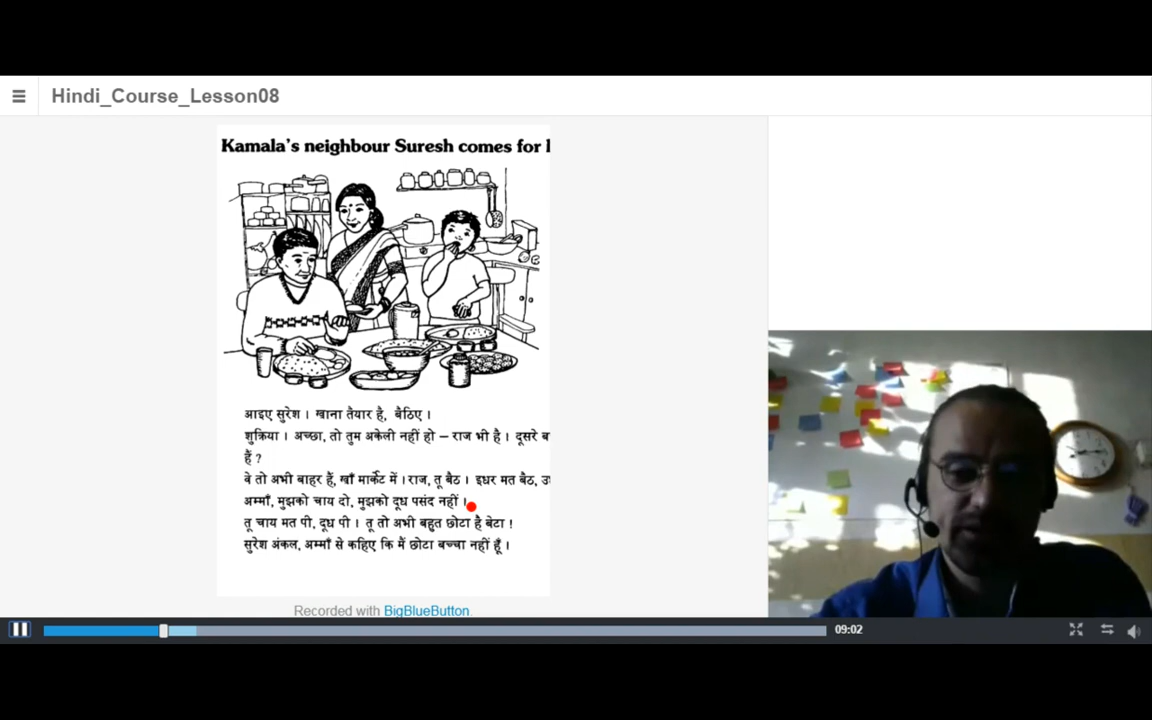 Hindi_Course_Lesson08
Kamala's neighbour Suresh comes for
आइए सुरेश । खाना तैयार है, बैठिए ।
शुक्रिया । अच्छा, तो तुम अकेली नहीं हो – राज भी है । दूसरे
हैं ?
वे तो अभी बाहर हैं, खाँ मार्केट में । राज, तू बैठ । इधर मत बैठ,
अम्माँ, मुझको चाय दो, मुझको दूध पसंद नहीं ।
तू चाय मत पी, दूध पी । तू तो अभी बहुत छोटा है बेटा !
सुरेश अंकल, अम्माँ से कहिए कि मैं छोटा बच्चा नहीं हूँ ।
Recorded with BigBlueButton.
09:02